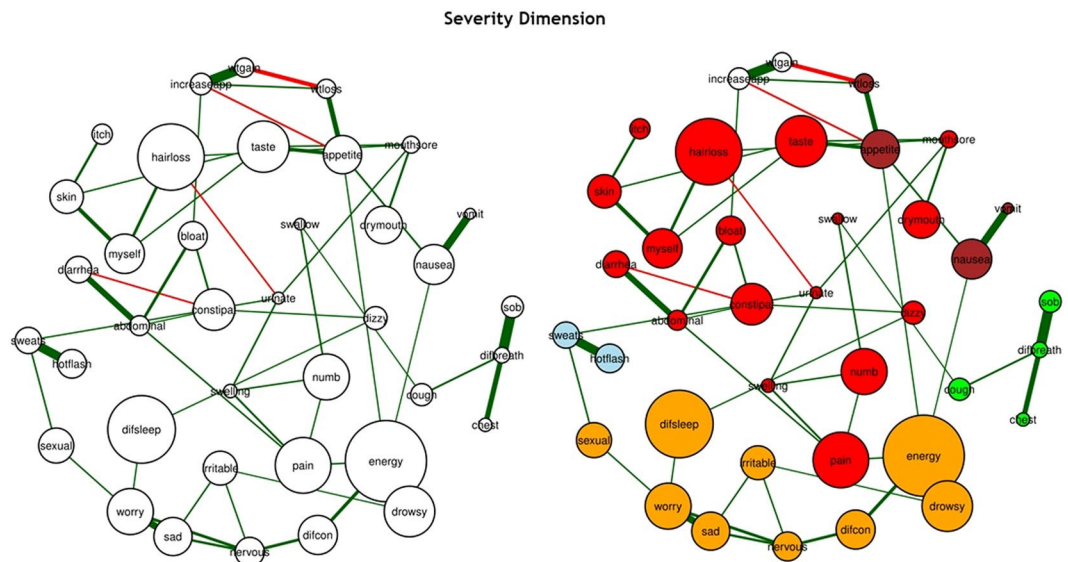 Severity Dimension
wtgain
increaseapp
wtloss
itch
hairloss
taste
appetite
mouthsore
skin
myself
bloat
swallow
drymouth
vomit
nausea
diarrhea
constipa
urinate
abdominal
dizzy
sob
sweats
hotflash
difbreath
swelling
numb
cough
chest
difsleep
sexual
rritable
pain
energy
worry
sad
nervous
difcon
drowsy
wtgain
increaseapp
wtloss
itch
hairloss
taste
appetite
mouthsore
skin
myself
bloat
swallow
drymouth
vomit
nausea
diarrhea
constipa
urinate
abdominal
dizzy
sob
sweats
hotflash
difbreath
swelling
numb
cough
chest
difsleep
sexual
rritable
pain
energy
worry
sad
nervous
difcon
drowsy